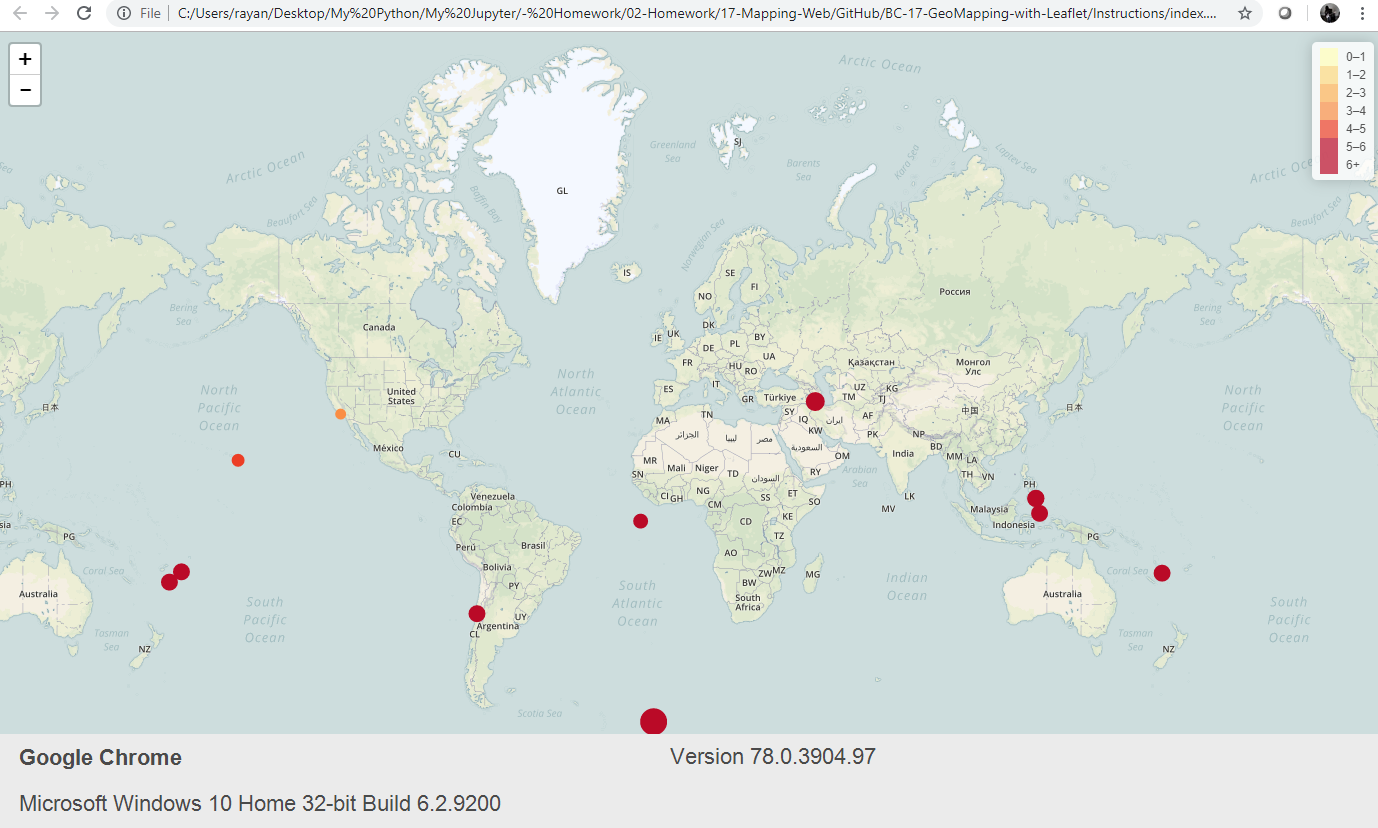 File C:/Users/rayan/Desktop/My%20Python/My%20Jupyter/-%20Homework/02-Homework/17-Mapping-Web/GitHub/BC-17-GeoMapping-with-Leaflet/Instructions/index....
+
−
0–1
1–2
2–3
3–4
4–5
5–6
6+
Arctic Ocean
Greenland Sea
SJ
Barents Sea
Kara Sea
Laptev Sea
Arctic Ocean
Beaufort Sea
Baffin Bay
GL
Norwegian Sea
Beaufort Sea
IS
SE
NO
FI
Россия
Bering Sea
Bering Sea
Canada
DK
IE
UK
DE
PL
BY
UA
FR
HU
RO
Қазақстан
Монгол Улс
North Pacific Ocean
United States
North Atlantic Ocean
ES
IT
GR
Türkiye
UZ
KG
TM
TJ
日本
中国
日本
North Pacific Ocean
MA
TN
SY
IQ
ایران
AF
الجزائر
ليبيا
مصر
KW
PK
NP
BD
México
CU
السعودية
OM
India
MM
LA
MR
Mali
Niger
TD
السودان
RY
Arabian Sea
TH
VN
SN
PH
PH
Venezuela
Colombia
CI
GH
NG
CM
SS
ET
SO
LK
MV
Malaysia
EC
CD
KE
Indonesia
PG
Perú
Brasil
TZ
PG
AO
Coral Sea
Bolivia
ZW
MZ
MG
Coral Sea
PY
BW
Indian Ocean
Australia
South Pacific Ocean
South Atlantic Ocean
South Africa
Australia
South Pacific Ocean
UY
Argentina
CL
Tasman Sea
NZ
Tasman Sea
NZ
Scotia Sea
Google Chrome
Version 78.0.3904.97
Microsoft Windows 10 Home 32-bit Build 6.2.9200